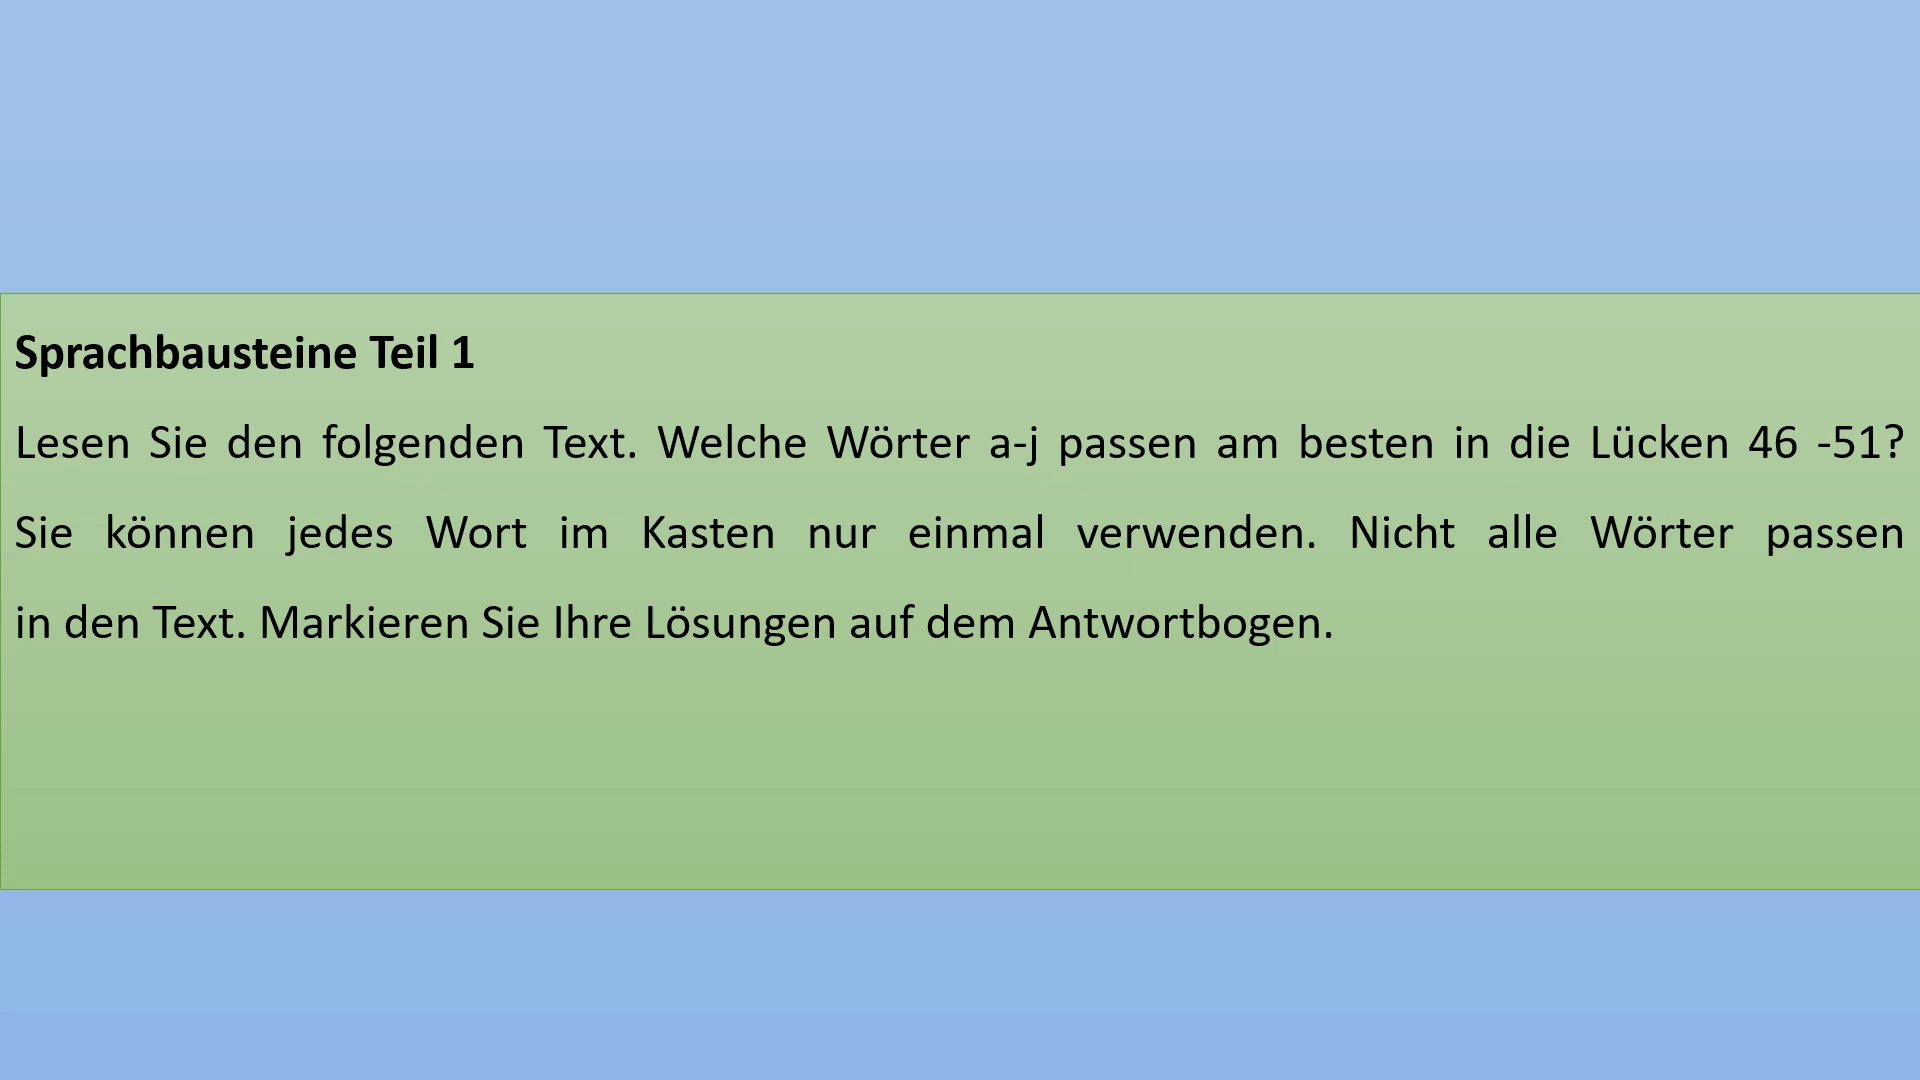 Sprachbausteine Teil 1
Lesen Sie den folgenden Text. Welche Wörter a-j passen am besten in die Lücken 46 -51?
Sie können jedes Wort im Kasten nur einmal verwenden. Nicht alle Wörter passen
in den Text. Markieren Sie Ihre Lösungen auf dem Antwortbogen.